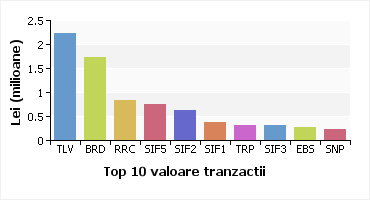 Lei (milioane)
2.5
2
1.5
1
0.5
0
TLV BRD RRC SIF5 SIF2 SIF1 TRP SIF3 EBS SNP
Top 10 valoare tranzactii